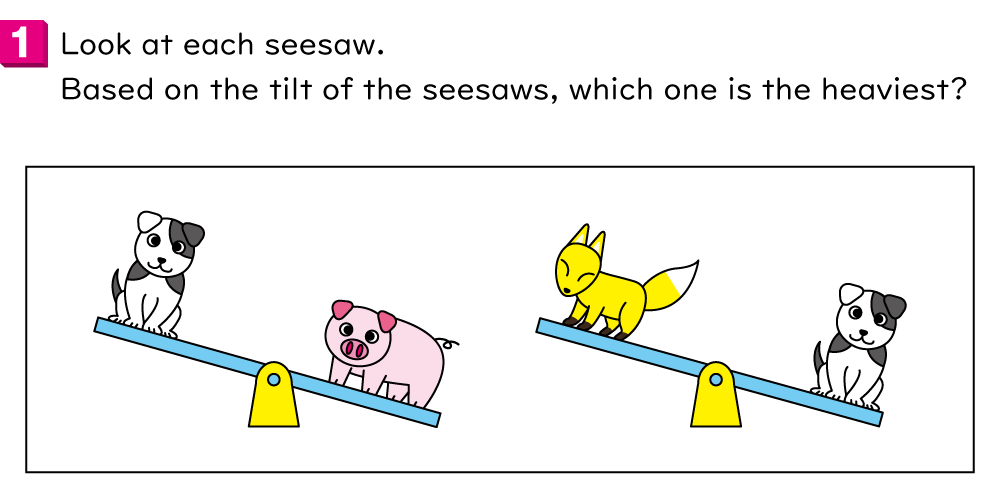 1 Look at each seesaw.
Based on the tilt of the seesaws, which one is the heaviest?